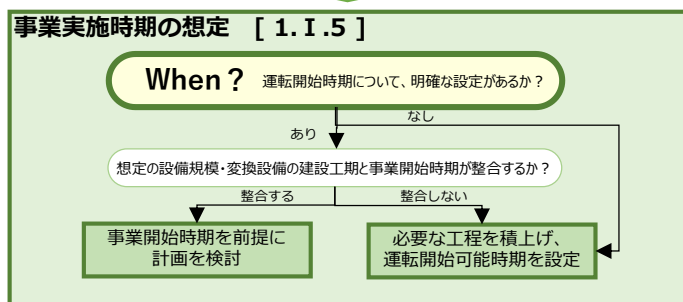 事業実施時期の想定 [ 1.Ⅰ.5 ]
When? 運転開始時期について、明確な設定があるか？
なし
あり
想定の設備規模・変換設備の建設工期と事業開始時期が整合するか？
整合する
整合しない
事業開始時期を前提に
計画を検討
必要な工程を積上げ、
運転開始可能時期を設定